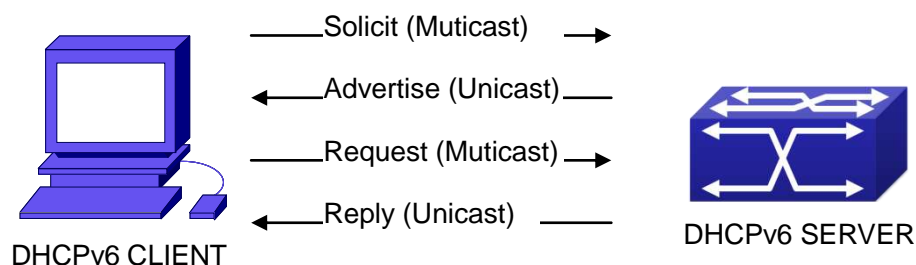 Solicit (Muticast)
Advertise (Unicast)
Request (Muticast)
Reply (Unicast)
DHCPv6 CLIENT
DHCPv6 SERVER